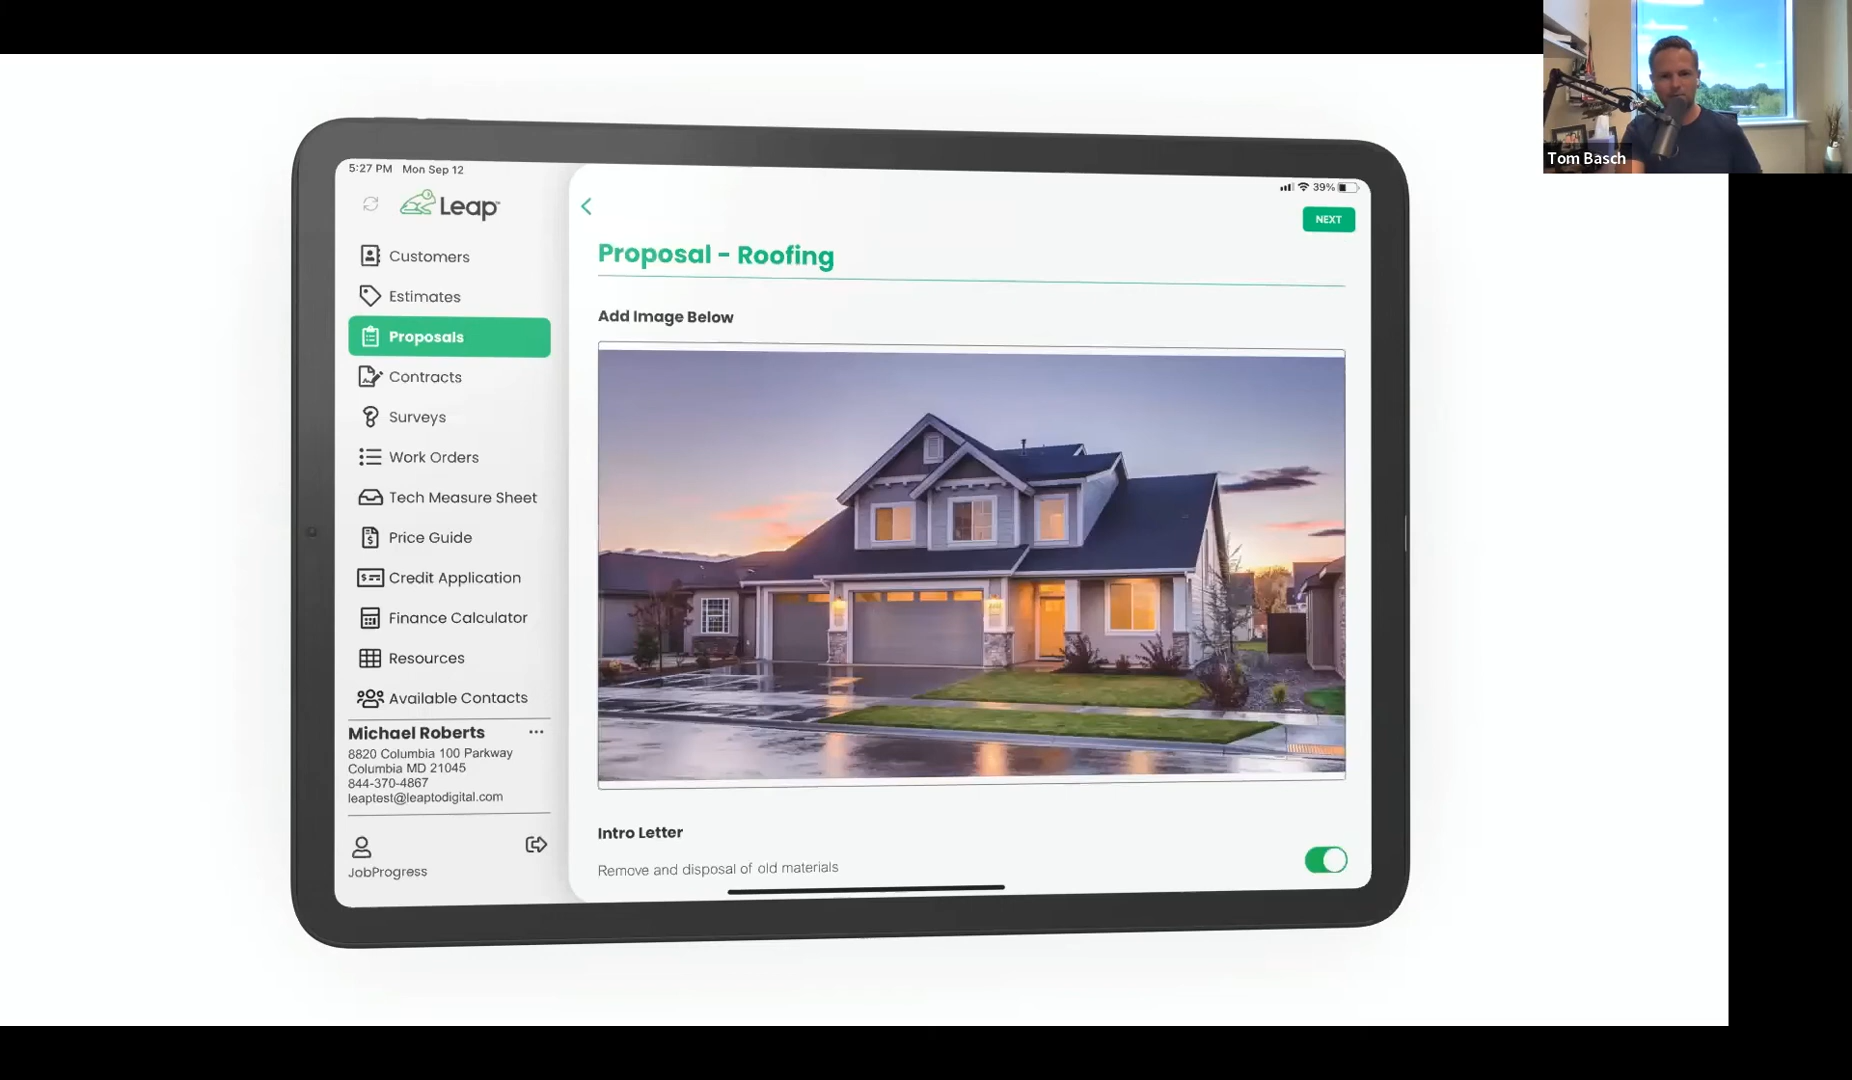 Tom Basch
5:27 PM Mon Sep 12
39%
Leap
NEXT
Customers
Estimates
Proposals
Contracts
Surveys
Work Orders
Tech Measure Sheet
Price Guide
Credit Application
Finance Calculator
Resources
Available Contacts
Michael Roberts
8820 Columbia 100 Parkway
Columbia MD 21045
844-370-4867
leaptest@leaptodigital.com
JobProgress
Proposal - Roofing
Add Image Below
Intro Letter
Remove and disposal of old materials